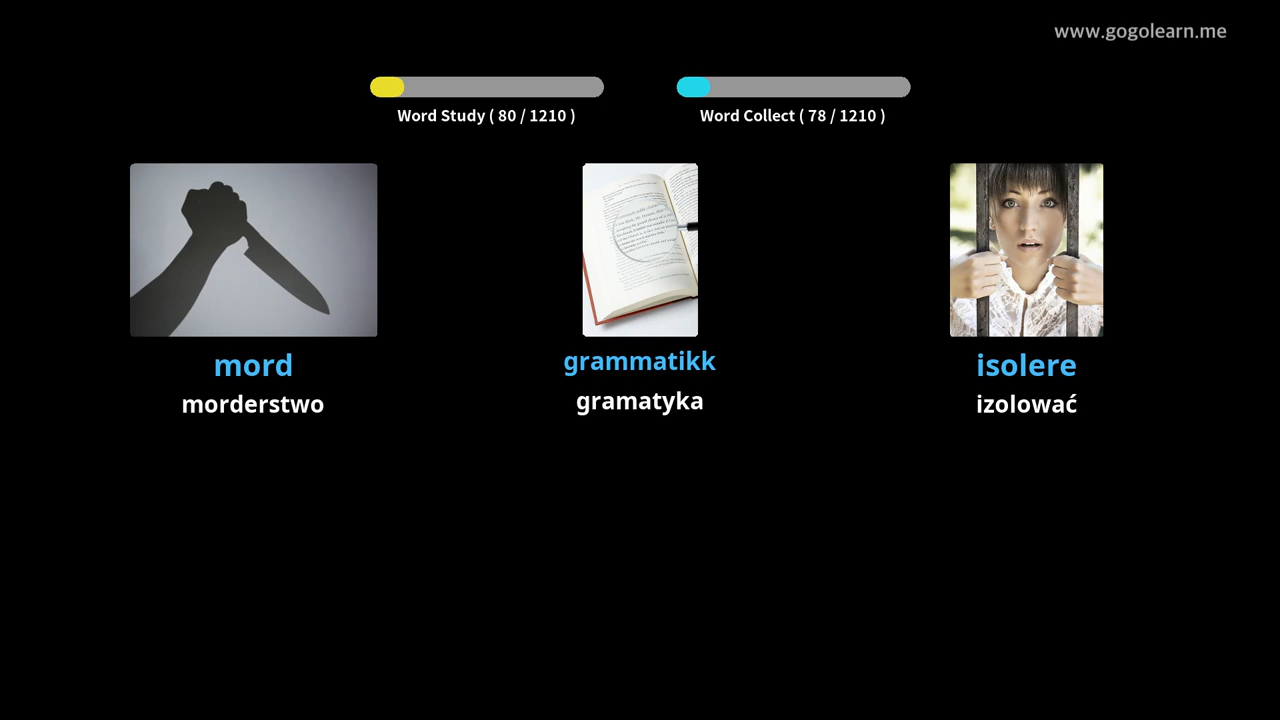 www.gogolearn.me
Word Study ( 80 / 1210 )
Word Collect ( 78 / 1210 )
mord
morderstwo
grammatikk
gramatyka
isolere
izolować